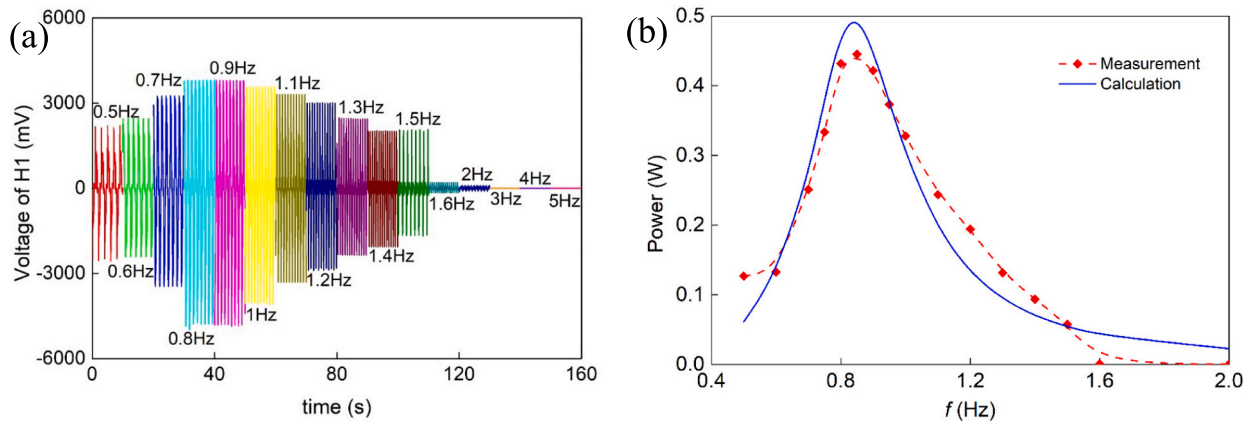 (a)
Voltage of H1 (mV)
6000
3000
0
-3000
-6000
0.5Hz
0.7Hz
0.9Hz
1.1Hz
1.3Hz
1.5Hz
2Hz
4Hz
0.6Hz
0.8Hz
1Hz
1.2Hz
1.4Hz
1.6Hz
3Hz
5Hz
0 40 80 120 160
time (s)
(b)
Power (W)
0.5
0.4
0.3
0.2
0.1
0.0
Measurement
Calculation
0.4 0.8 1.2 1.6 2.0
f (Hz)